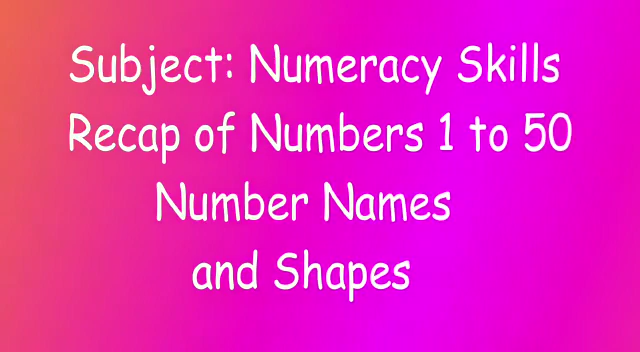 Subject: Numeracy Skills
Recap of Numbers 1 to 50
Number Names
and Shapes